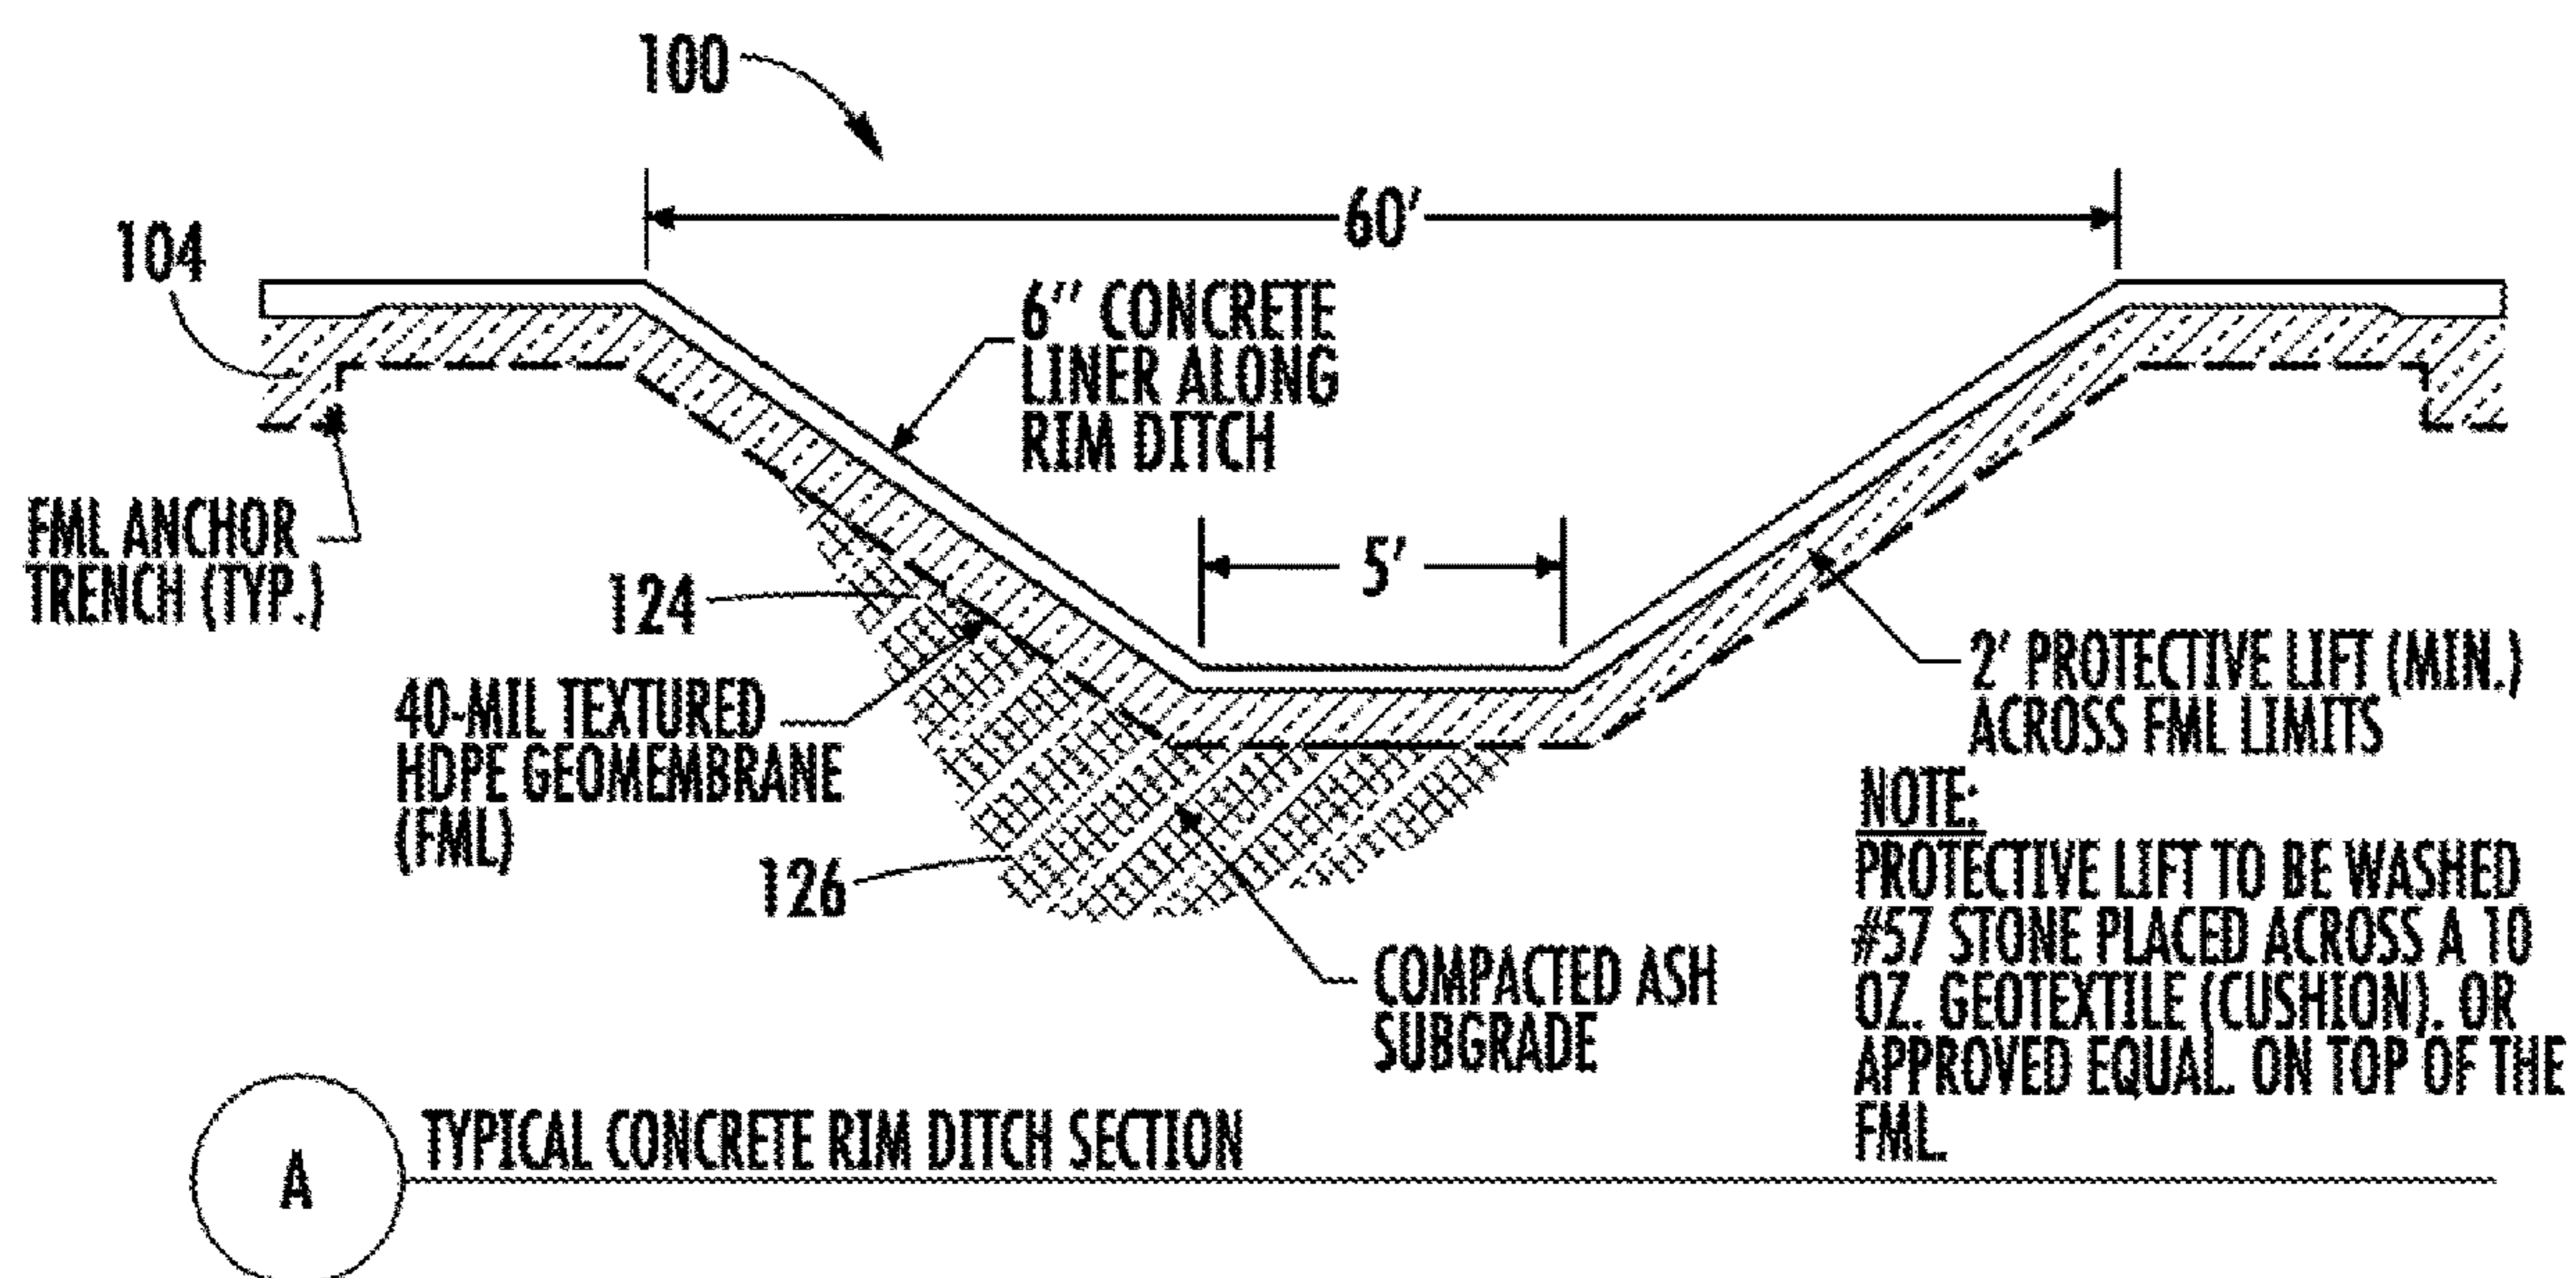 100
60'
104
6'' CONCRETE
LINER ALONG
RIM DITCH
5'
FML ANCHOR
TRENCH (TYP.)
124
2' PROTECTIVE LIFT (MIN.)
ACROSS FML LIMITS
40-MIL TEXTURED
HDPE GEOMEMBRANE
(FML)
126
NOTE:
PROTECTIVE LIFT TO BE WASHED
#57 STONE PLACED ACROSS A 10
OZ. GEOTEXTILE (CUSHION). OR
APPROVED EQUAL. ON TOP OF THE
FML.
COMPACTED ASH
SUBGRADE
A
TYPICAL CONCRETE RIM DITCH SECTION